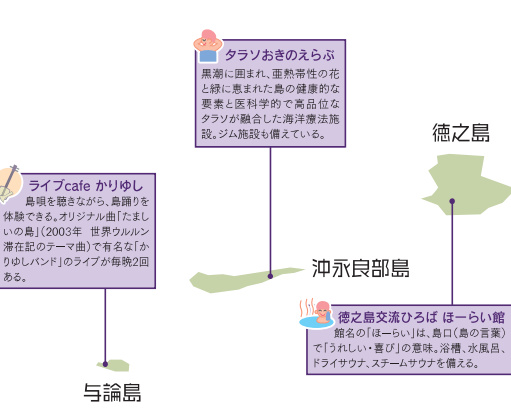 タラソおきのえらぶ
黒潮に囲まれ、亜熱帯性の花
と緑に恵まれた島の健康的な
要素と医科学的で高品位な
タラソが融合した海洋療法施
設。ジム施設も備えている。
徳之島
ライブcafe かりゆし
島唄を聴きながら、島踊りを
体験できる。オリジナル曲「たまし
いの島」(2003年 世界ウルルン
滞在記のテーマ曲)で有名な「か
りゆしバンド」のライブが毎晩2回
ある。
沖永良部島
徳之島交流ひろば ほーらい館
館名の「ほーらい」は、島口(島の言葉)
で「うれしい・喜び」の意味。浴槽、水風呂、
ドライサウナ、スチームサウナを備える。
与論島